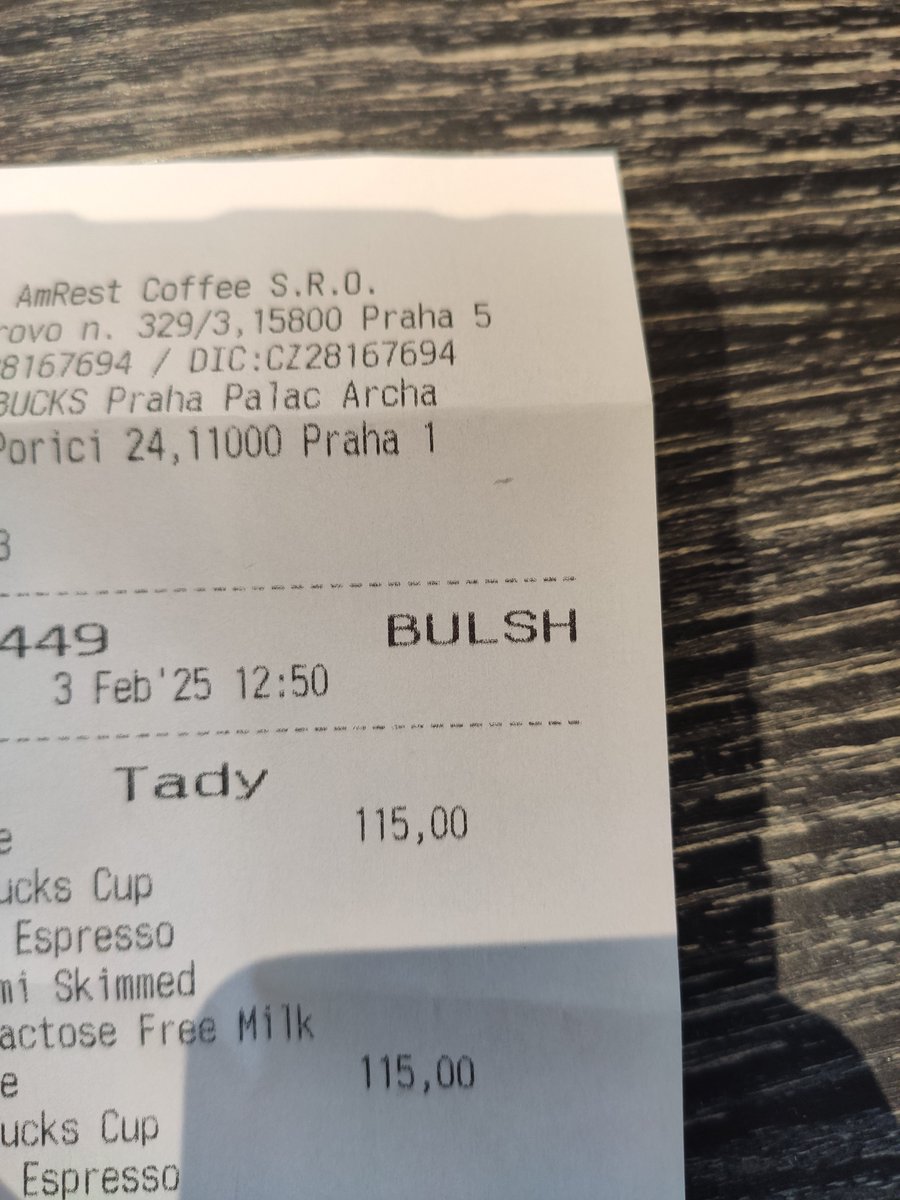 AmRest Coffee S.R.O.
rovo n. 329/3,15800 Praha 5
28167694 / DIC:CZ28167694
BUCKS Praha Palac Archa
Porici 24,11000 Praha 1
3
449 BULSH
3 Feb'25 12:50
Tady
e 115,00
ucks Cup
Espresso
mi Skimmed
actose Free Milk
e 115,00
ucks Cup
Espresso